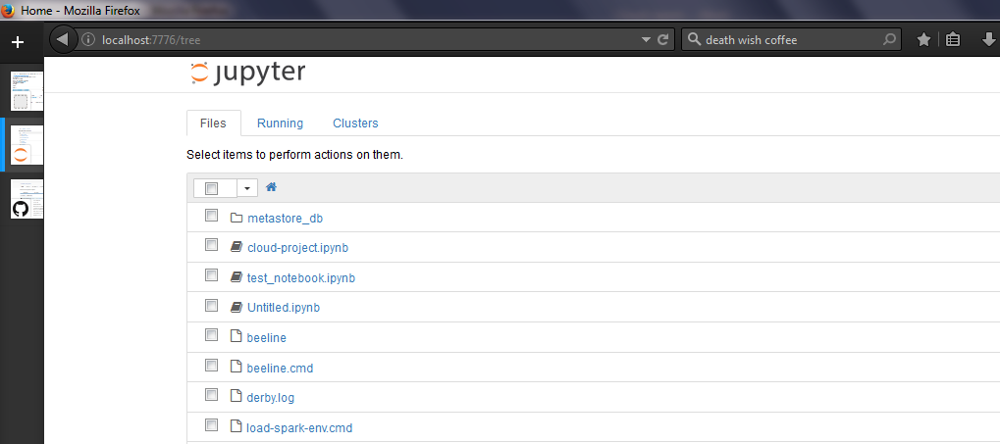 Home - Mozilla Firefox
localhost:7776/tree
death wish coffee
jupyter
Files
Running
Clusters
Select items to perform actions on them.
metastore_db
cloud-project.ipynb
test_notebook.ipynb
Untitled.ipynb
beeline
beeline.cmd
derby.log
load-spark-env.cmd